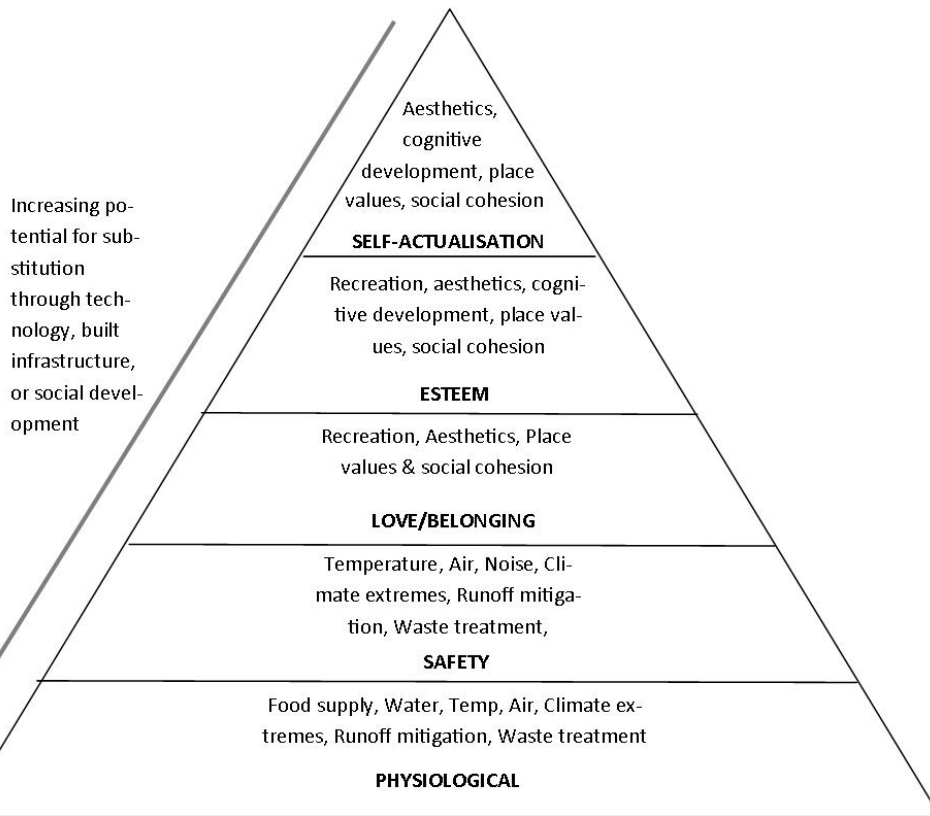 Aesthetics,
cognitive
development, place
values, social cohesion
SELF-ACTUALISATION
Increasing po-
tential for sub-
stitution
through tech-
nology, built
infrastructure,
or social devel-
opment
Recreation, aesthetics, cogni-
tive development, place val-
ues, social cohesion
ESTEEM
Recreation, Aesthetics, Place
values & social cohesion
LOVE/BELONGING
Temperature, Air, Noise, Cli-
mate extremes, Runoff mitiga-
tion, Waste treatment,
SAFETY
Food supply, Water, Temp, Air, Climate ex-
tremes, Runoff mitigation, Waste treatment
PHYSIOLOGICAL